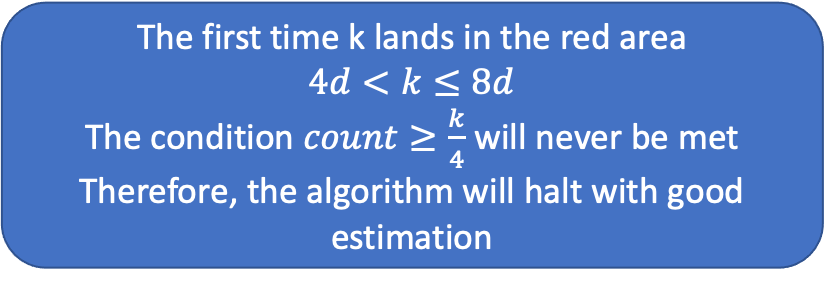 The first time k lands in the red area
4d < k ≤ 8d
The condition count ≥ k/4 will never be met
Therefore, the algorithm will halt with good
estimation